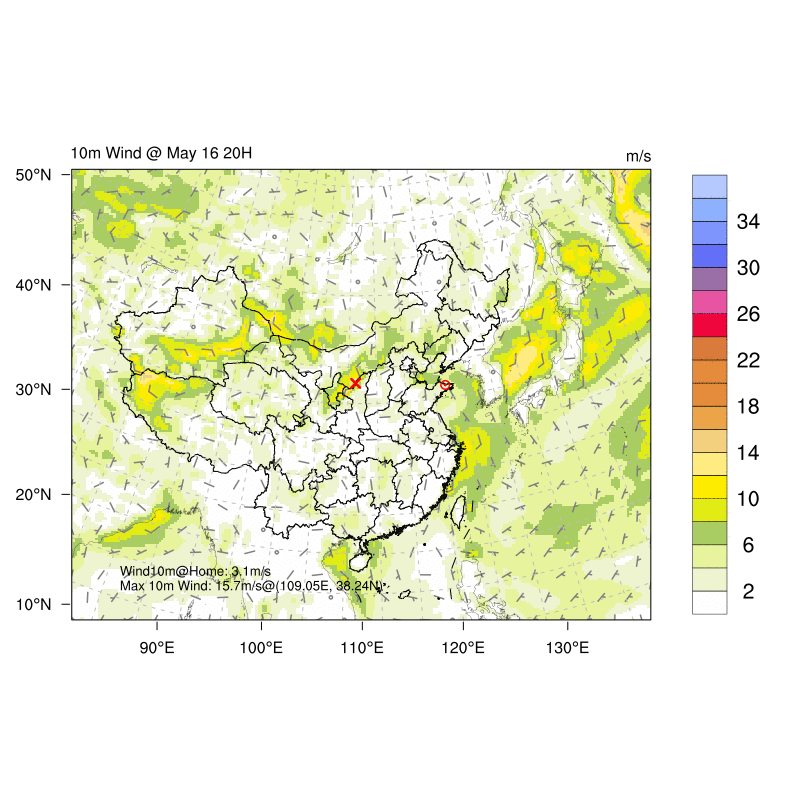 10m Wind @ May 16 20H
m/s
50°N
40°N
30°N
20°N
10°N
90°E 100°E 110°E 120°E 130°E
34
30
26
22
18
14
10
6
2
Wind10m@Home: 3.1m/s
Max 10m Wind: 15.7m/s@(109.05E, 38.24N)